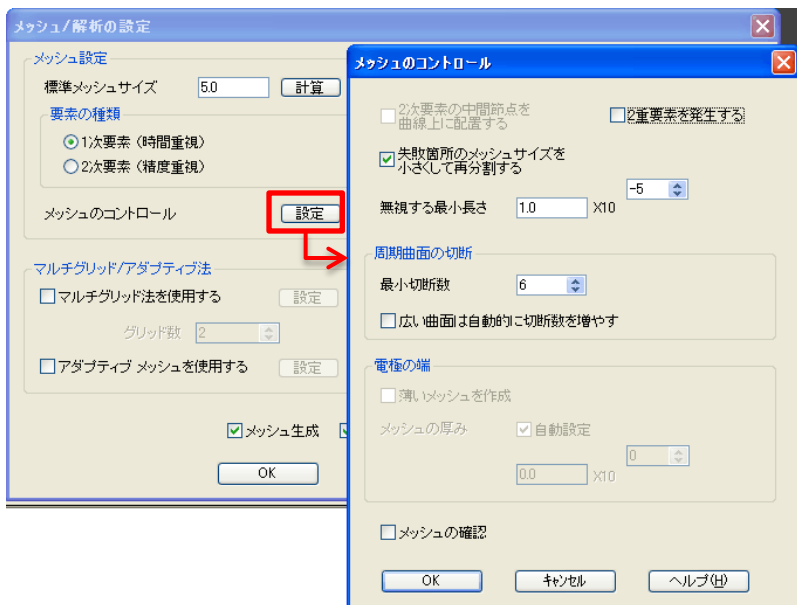 メッシュ/解析の設定
メッシュ設定
標準メッシュサイズ 5.0 計算
要素の種類
1次要素（時間重視）
2次要素（精度重視）
メッシュのコントロール 設定
マルチグリッド/アダプティブ法
マルチグリッド法を使用する 設定
グリッド数 2
アダプティブ メッシュを使用する 設定
メッシュ生成
OK
メッシュのコントロール
2次要素の中間節点を
曲線上に配置する
2重要素を発生する
失敗箇所のメッシュサイズを
小さくして再分割する
-5
無視する最小長さ 1.0 X10
周期曲面の切断
最小切断数 6
広い曲面は自動的に切断数を増やす
電極の端
薄いメッシュを作成
メッシュの厚み 自動設定
0
0.0 X10
メッシュの確認
OK キャンセル ヘルプ(H)